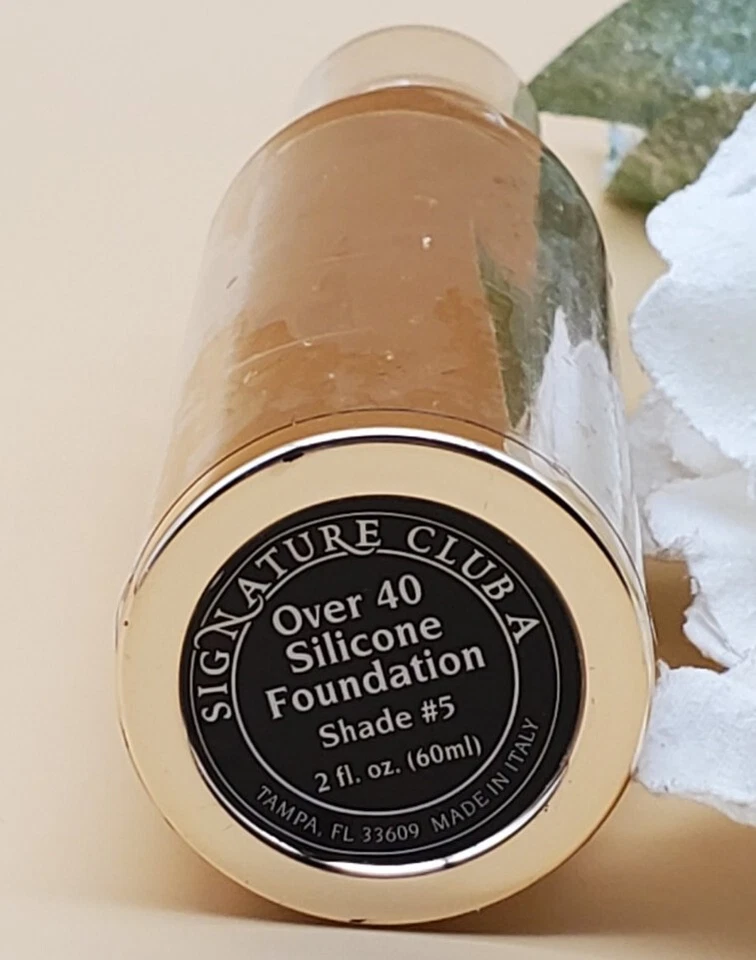 SIGNATURE CLUB A
Over 40
Silicone
Foundation
Shade #5
2 fl. oz. (60ml)
TAMPA, FL 33609 MADE IN ITALY